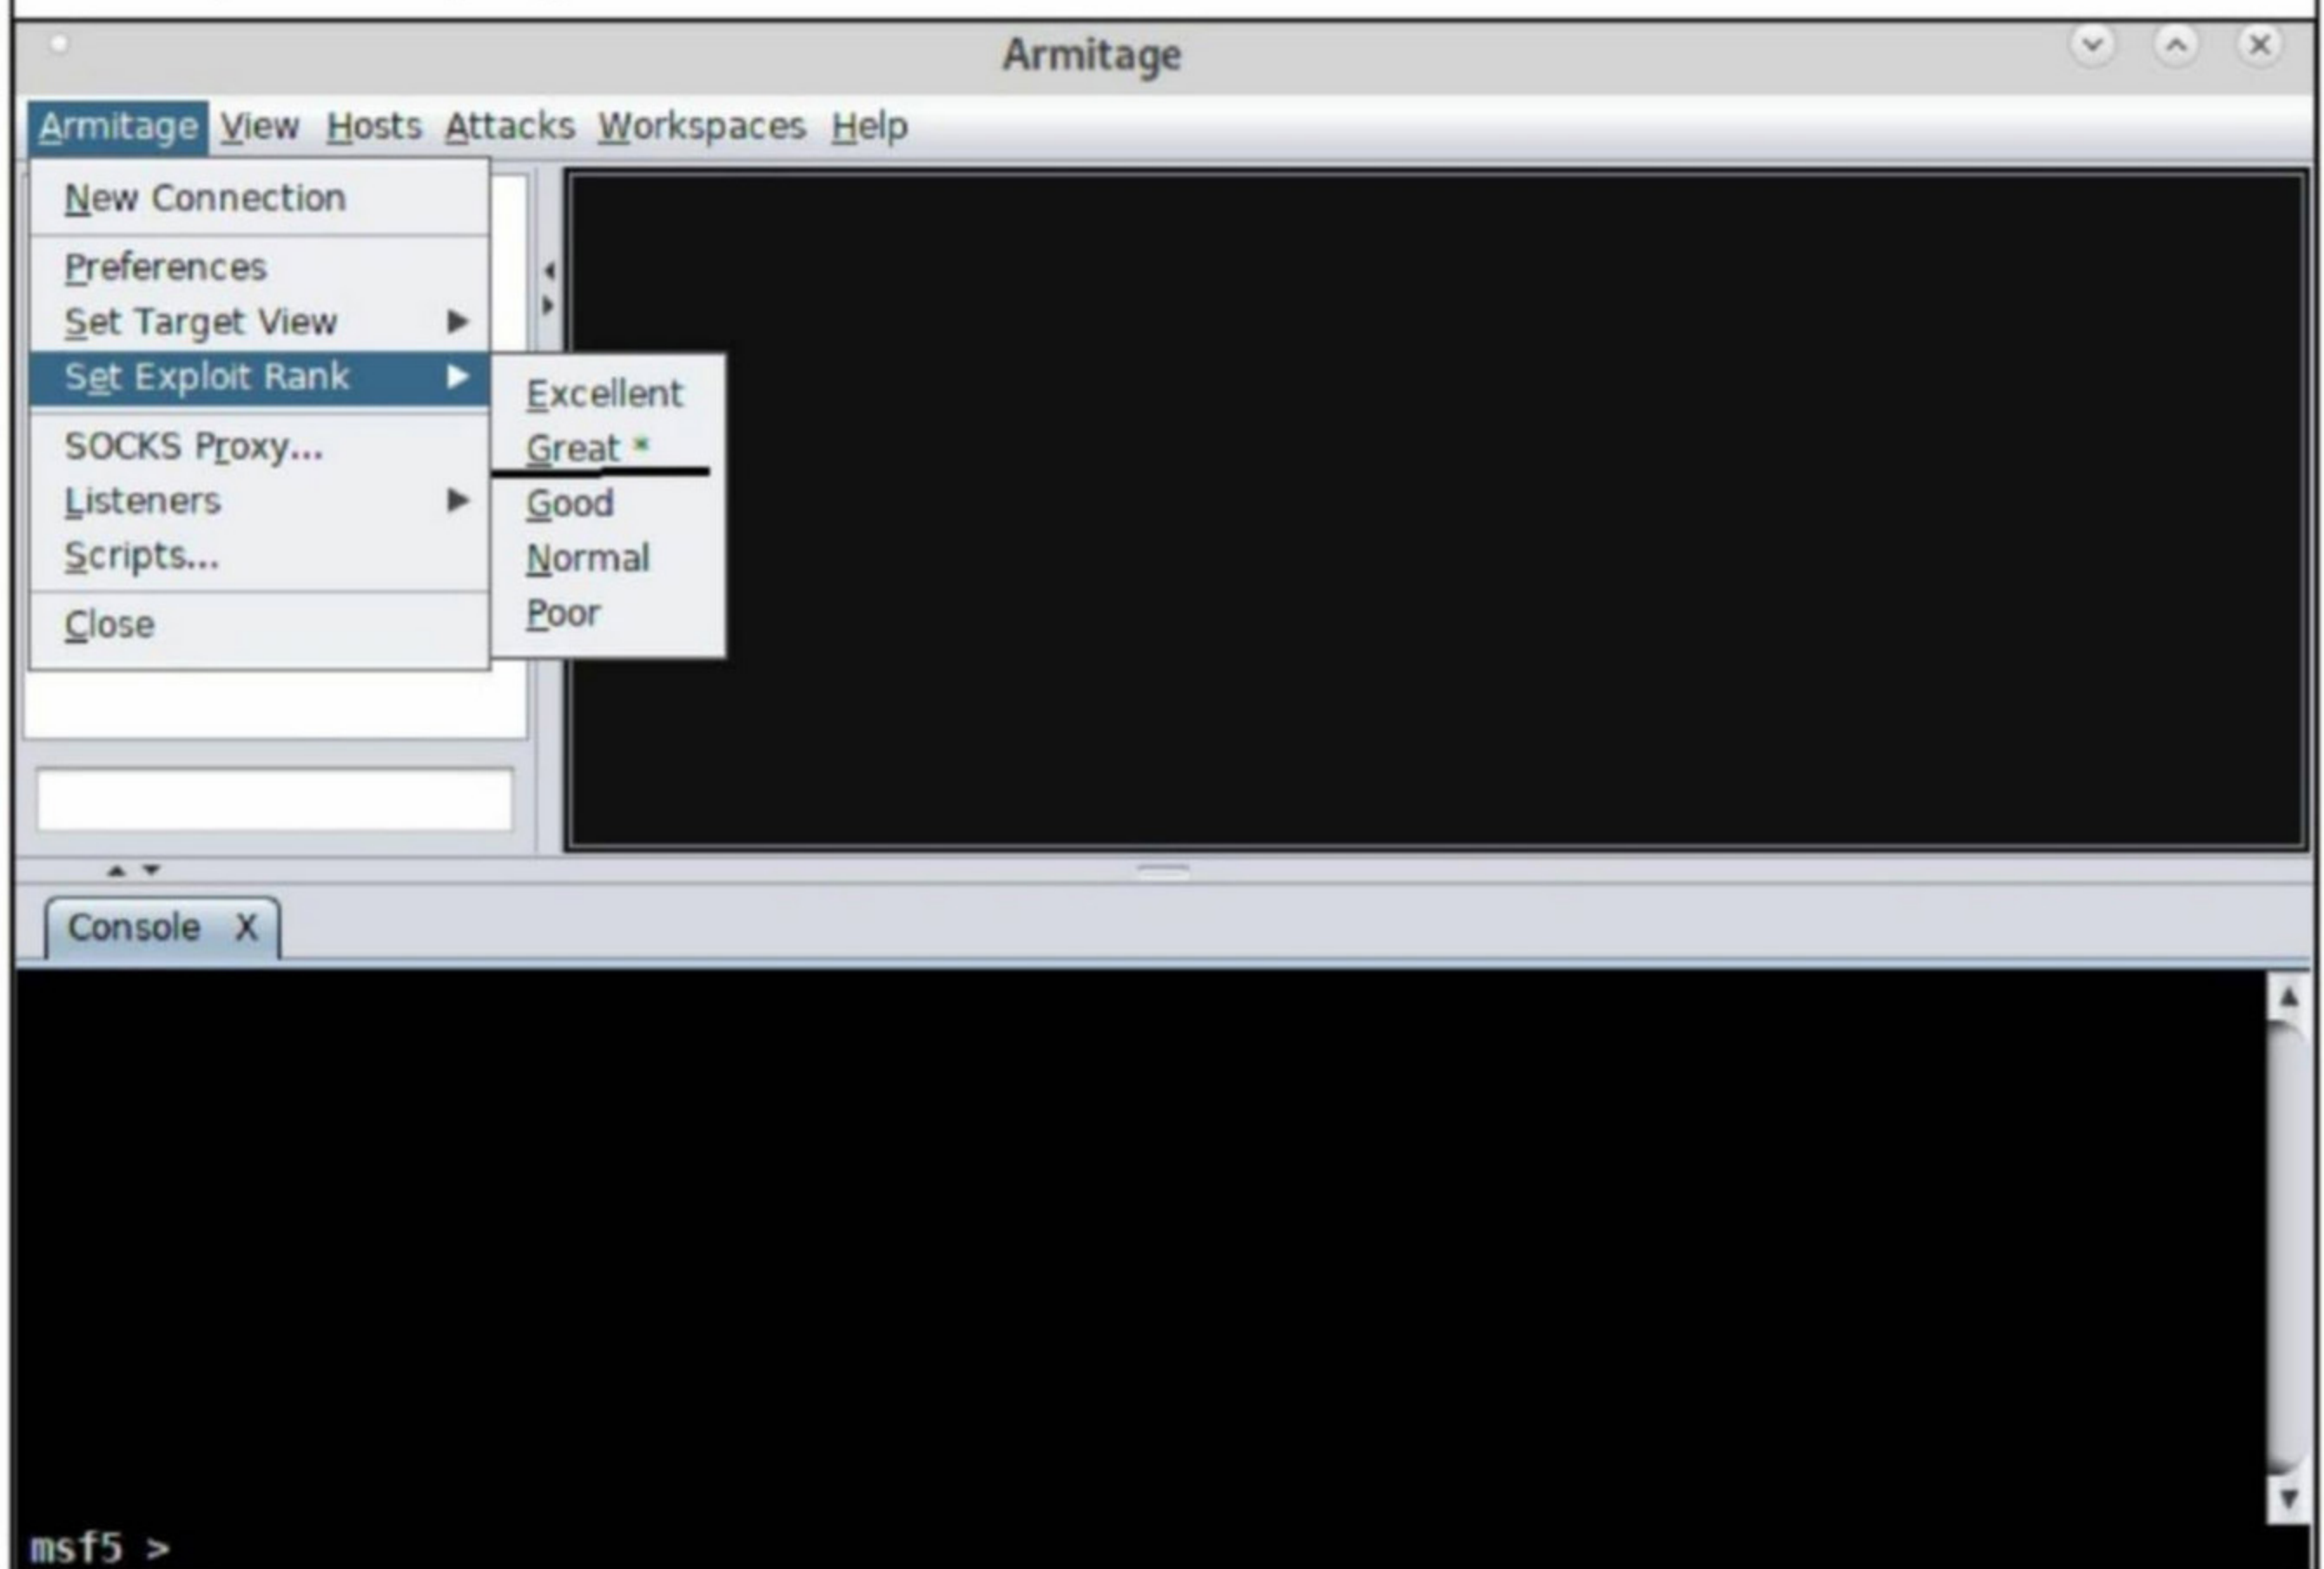 Armitage
Armitage View Hosts Attacks Workspaces Help
New Connection
Preferences
Set Target View
Set Exploit Rank
SOCKS Proxy...
Listeners
Scripts...
Close
Excellent
Great *
Good
Normal
Poor
Console X
msf5 >